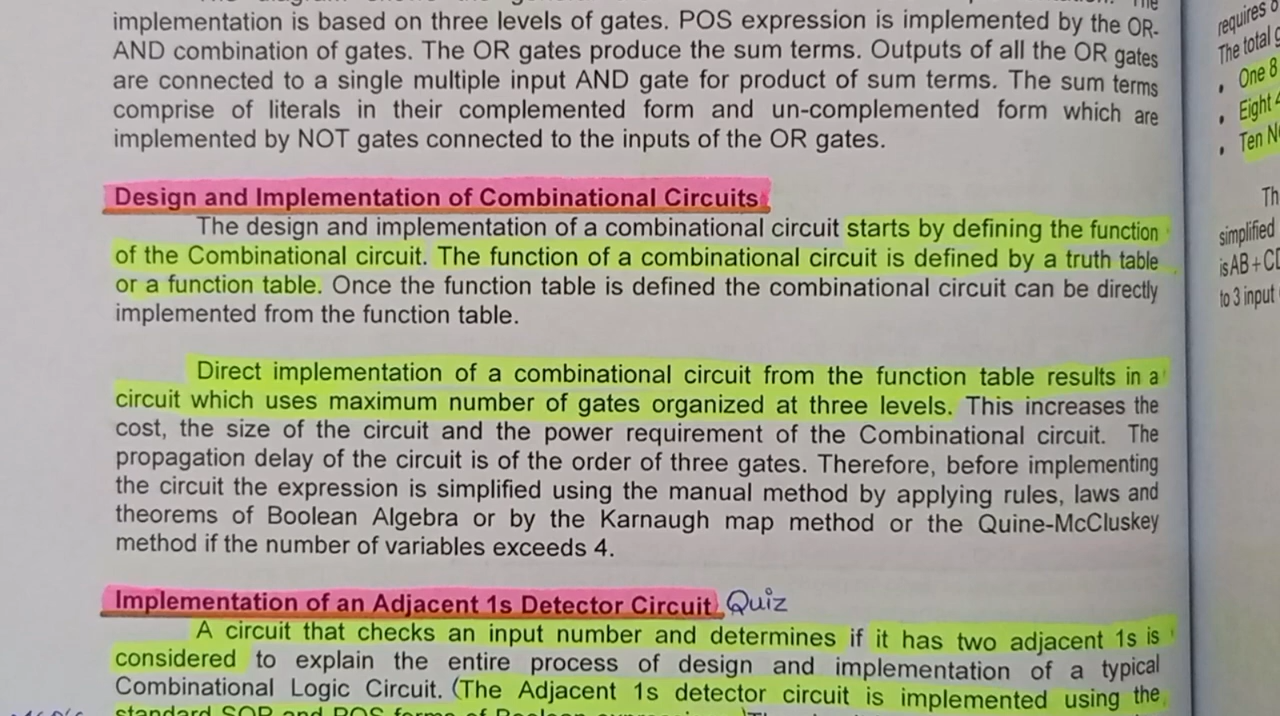 The
implementation is based on three levels of gates. POS expression is implemented by the OR-
AND combination of gates. The OR gates produce the sum terms. Outputs of all the OR gates
are connected to a single multiple input AND gate for product of sum terms. The sum terms
comprise of literals in their complemented form and un-complemented form which are
implemented by NOT gates connected to the inputs of the OR gates.
Design and Implementation of Combinational Circuits
The design and implementation of a combinational circuit starts by defining the function
of the Combinational circuit. The function of a combinational circuit is defined by a truth table
or a function table. Once the function table is defined the combinational circuit can be directly
implemented from the function table.
Direct implementation of a combinational circuit from the function table results in a
circuit which uses maximum number of gates organized at three levels. This increases the
cost, the size of the circuit and the power requirement of the Combinational circuit. The
propagation delay of the circuit is of the order of three gates. Therefore, before implementing
the circuit the expression is simplified using the manual method by applying rules, laws and
theorems of Boolean Algebra or by the Karnaugh map method or the Quine-McCluskey
method if the number of variables exceeds 4.
Implementation of an Adjacent 1s Detector Circuit Quiz
A circuit that checks an input number and determines if it has two adjacent 1s is
considered to explain the entire process of design and implementation of a typical
Combinational Logic Circuit. (The Adjacent 1s detector circuit is implemented using the
standard SOP and POS forms of Boolean
requires 8
The total
• One 8
• Eight 4
• Ten N
Th
simplified
is AB+CD
to 3 input